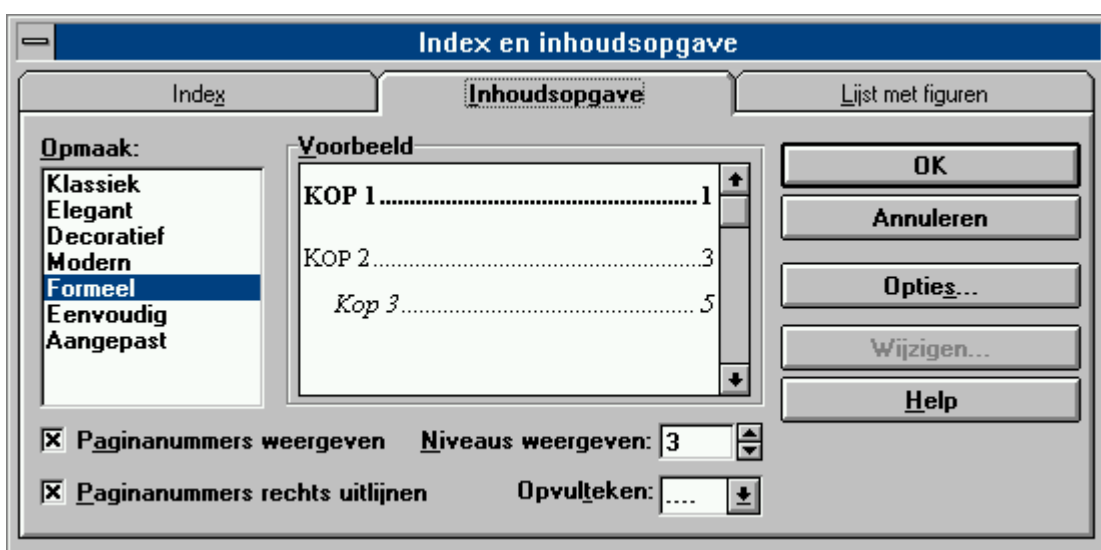 Index en inhoudsopgave
Index
Inhoudsopgave
Lijst met figuren
Opmaak:
Klassiek
Elegant
Decoratief
Modern
Formeel
Eenvoudig
Aangepast
Voorbeeld
KOP 1......................................................1
KOP 2......................................................3
Kop 3............................................. 5
OK
Annuleren
Opties...
Wijzigen...
Help
Paginanummers weergeven
Niveaus weergeven: 3
Paginanummers rechts uitlijnen
Opvulteken: ....